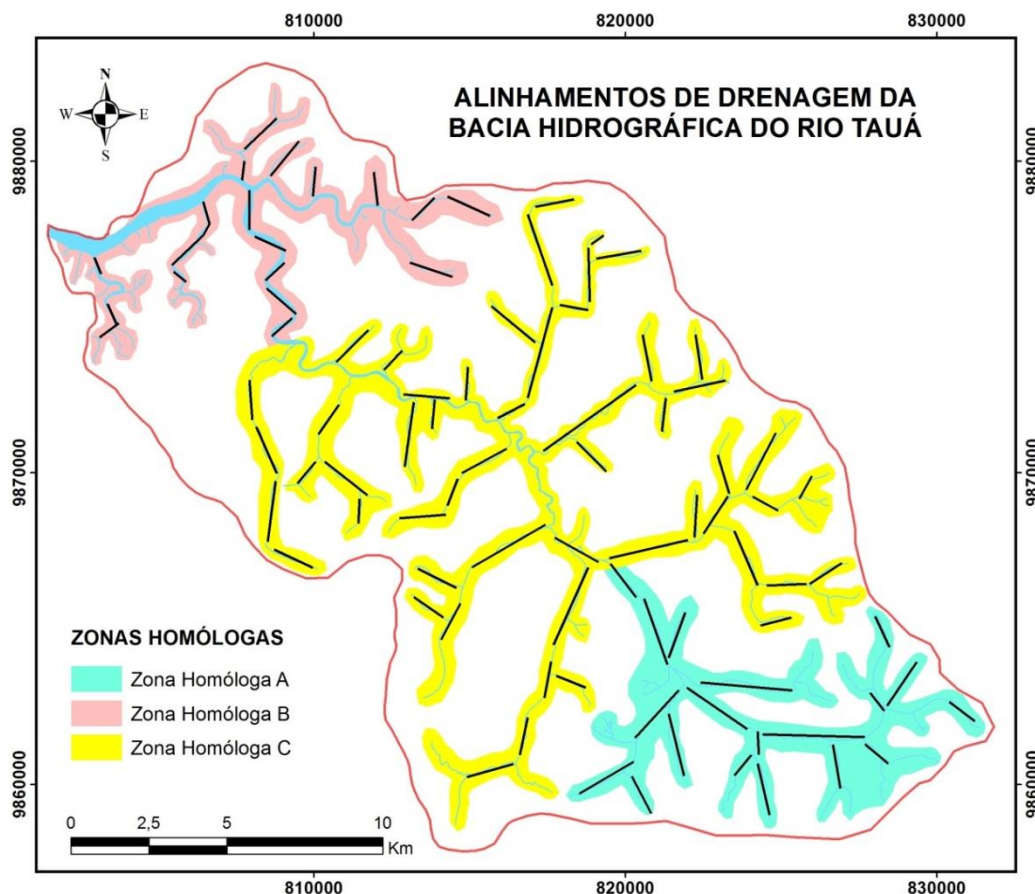 810000
820000
830000
N
W
E
S
ALINHAMENTOS DE DRENAGEM DA
BACIA HIDROGRÁFICA DO RIO TAUÁ
9880000
9880000
9870000
9870000
ZONAS HOMÓLOGAS
Zona Homóloga A
Zona Homóloga B
Zona Homóloga C
9860000
9860000
0
2,5
5
10
Km
810000
820000
830000